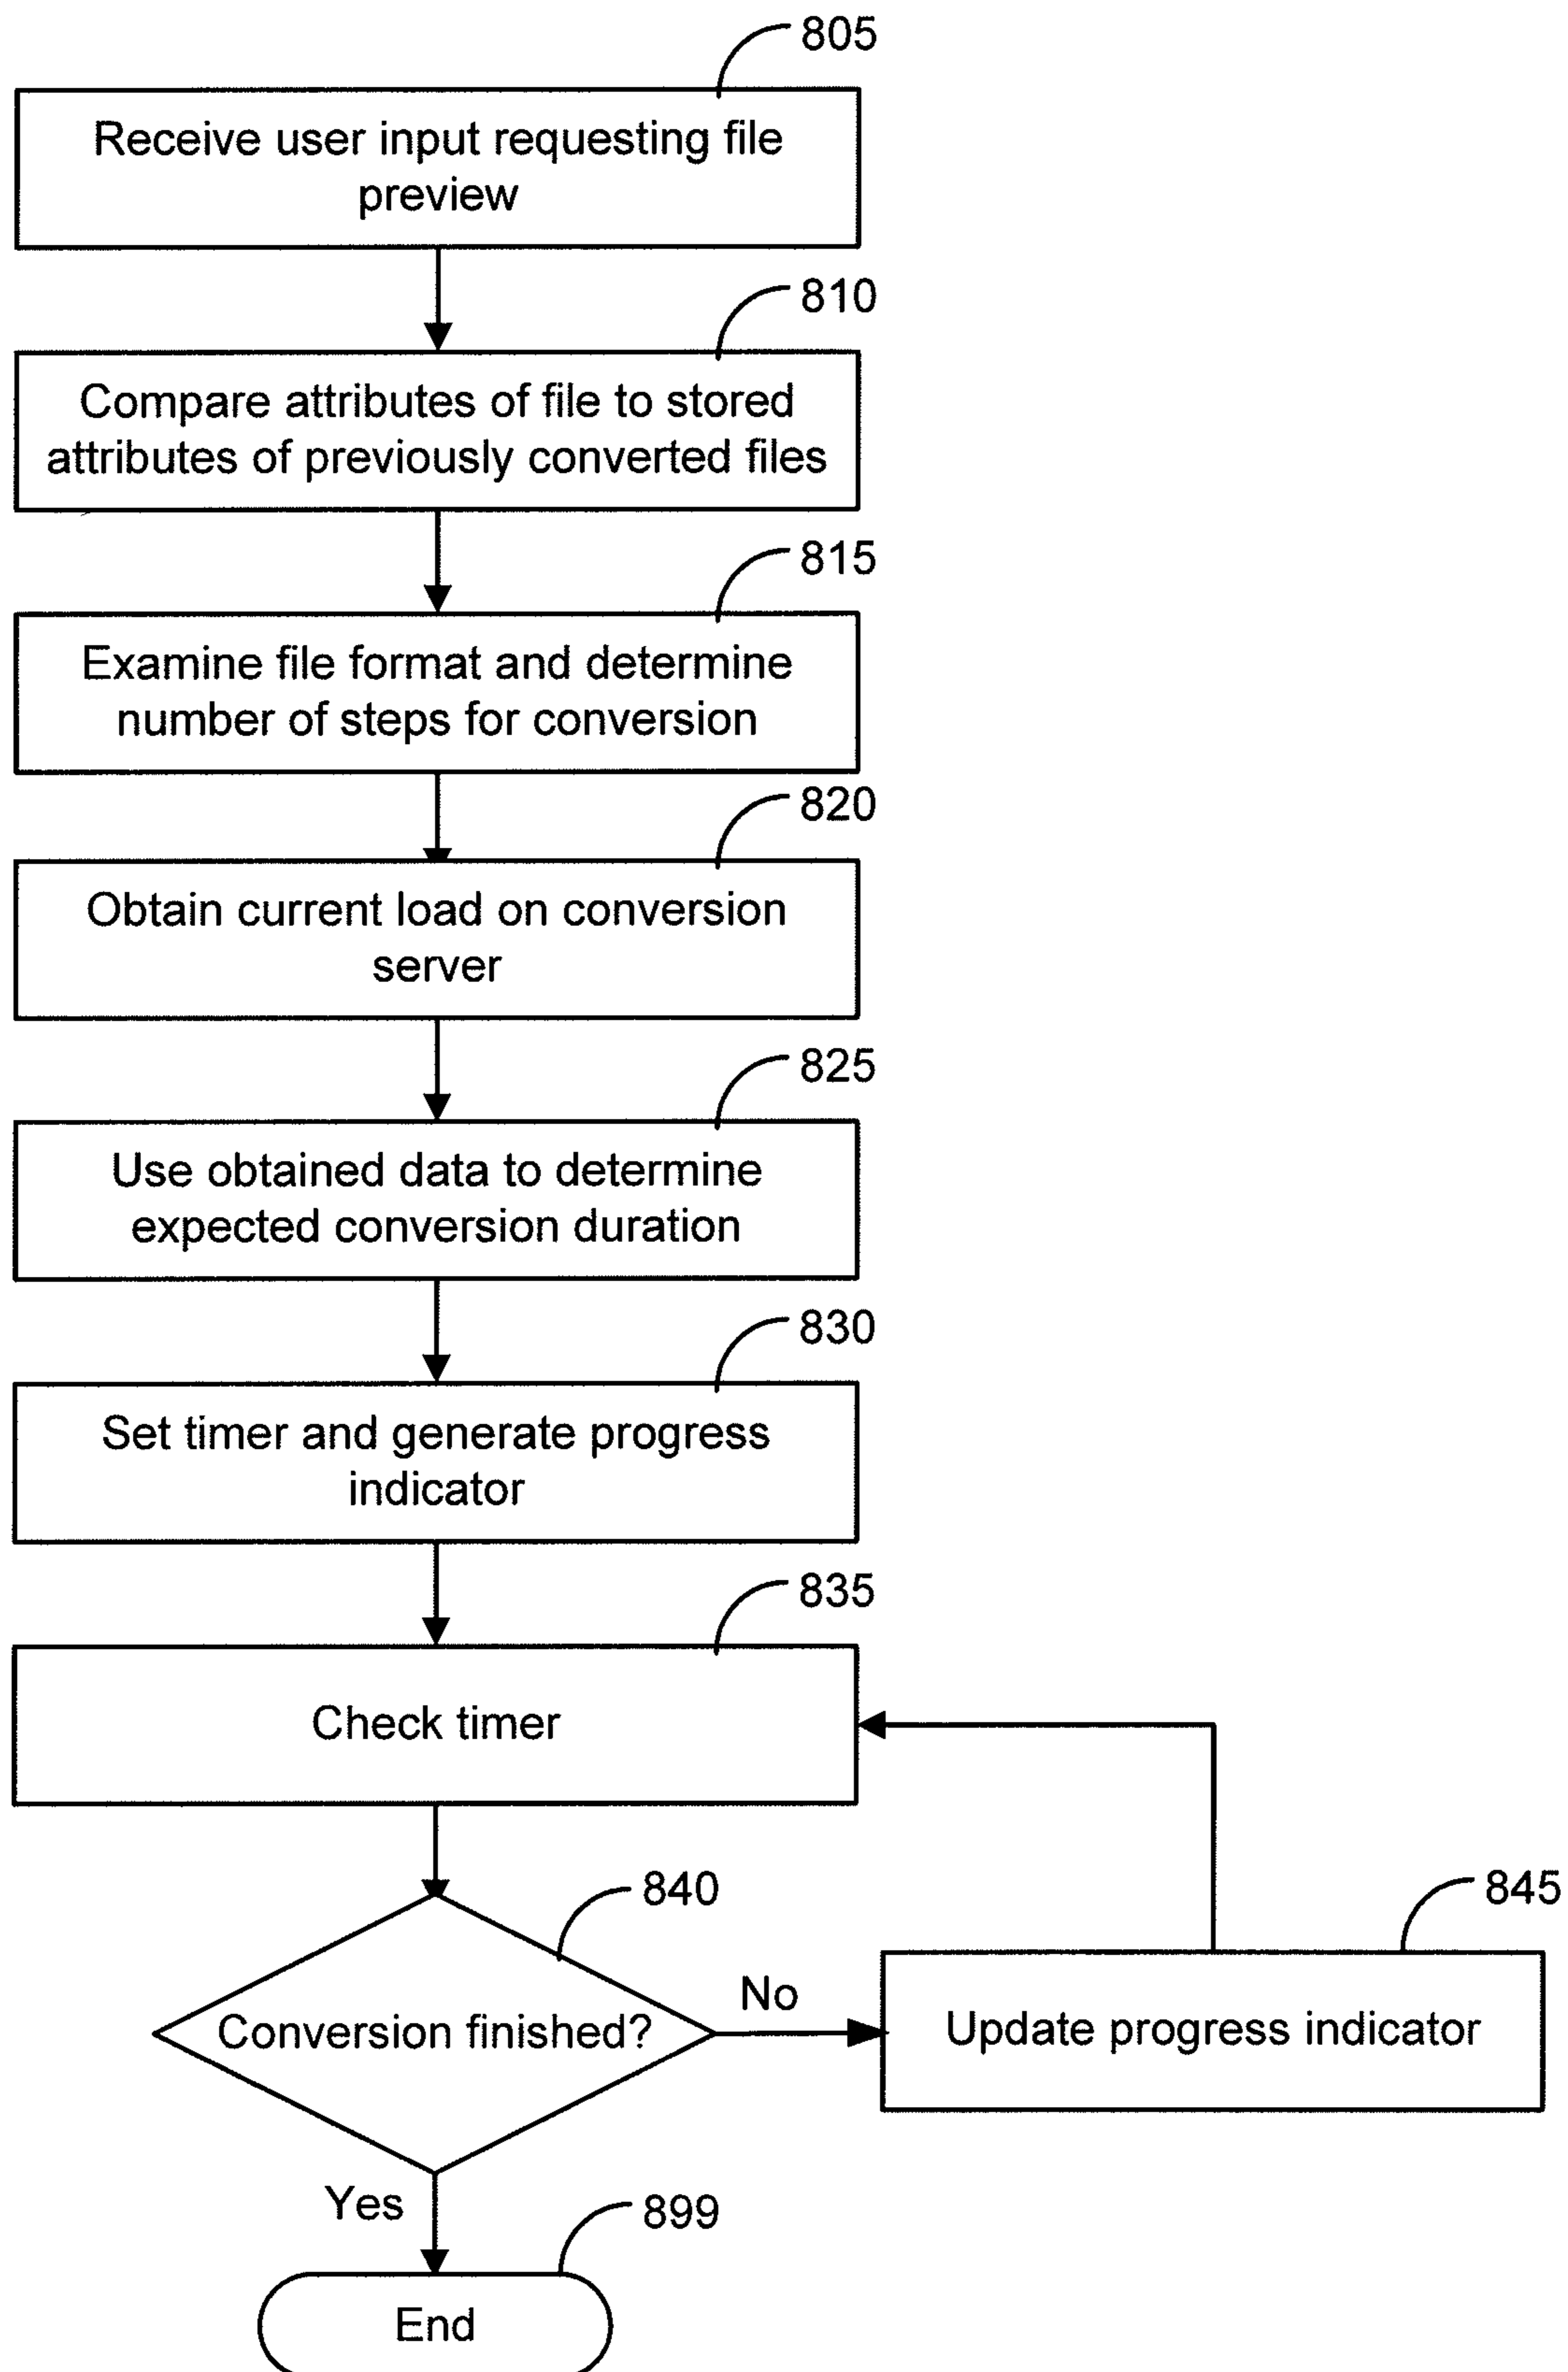 805
Receive user input requesting file
preview
810
Compare attributes of file to stored
attributes of previously converted files
815
Examine file format and determine
number of steps for conversion
820
Obtain current load on conversion
server
825
Use obtained data to determine
expected conversion duration
830
Set timer and generate progress
indicator
835
Check timer
840
Conversion finished?
No
845
Update progress indicator
Yes
899
End